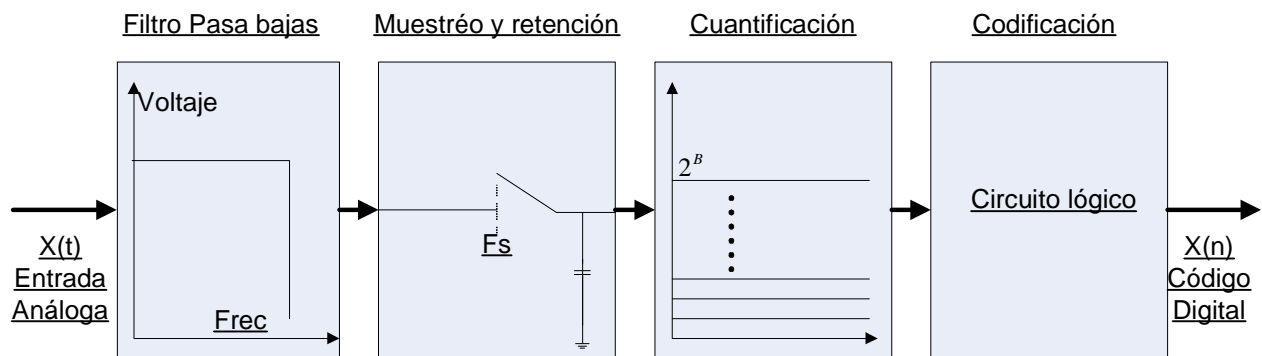 Filtro Pasa bajas
Muestréo y retención
Cuantificación
Codificación
Voltaje
Frec
Fs
2^B
Circuito lógico
X(t)
Entrada
Análoga
X(n)
Código
Digital